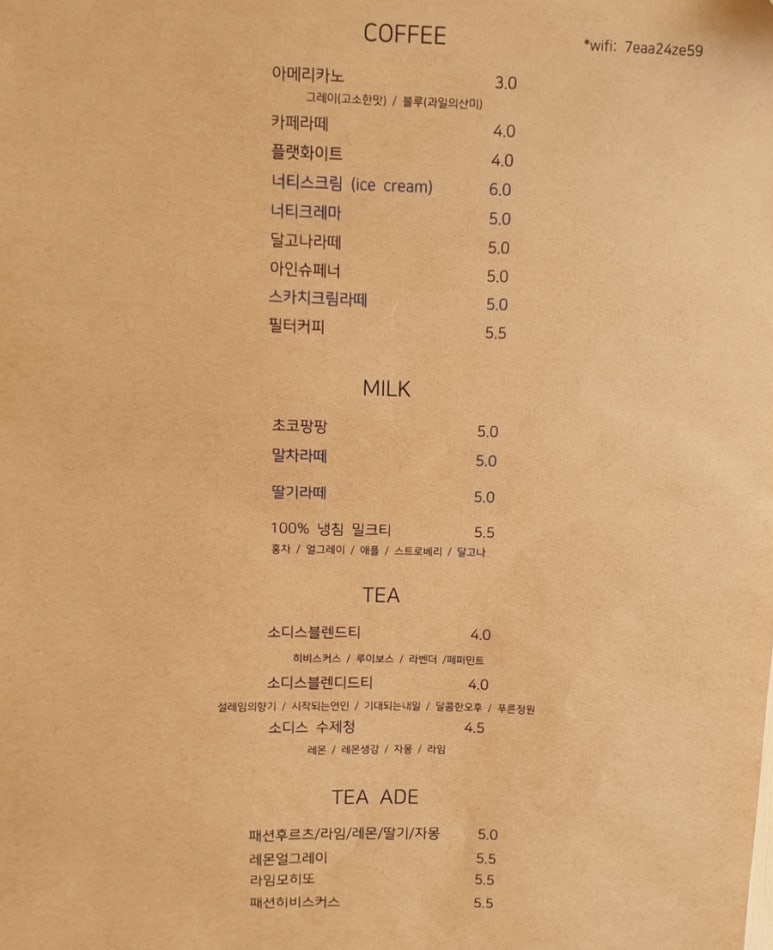 COFFEE
*wifi: 7eaa24ze59
아메리카노 3.0
그레이(고소한맛) / 블루(과일의산미)
카페라떼 4.0
플랫화이트 4.0
너티스크림 (ice cream) 6.0
너티크레마 5.0
달고나라떼 5.0
아인슈페너 5.0
스카치크림라떼 5.0
필터커피 5.5
MILK
초코팡팡 5.0
말차라떼 5.0
딸기라떼 5.0
100% 냉침 밀크티 5.5
홍차 / 얼그레이 / 애플 / 스트로베리 / 달고나
TEA
소디스블렌드티 4.0
히비스커스 / 루이보스 / 라벤더 /페퍼민트
소디스블렌디드티 4.0
설레임의향기 / 시작되는연인 / 기대되는내일 / 달콤한오후 / 푸른정원
소디스 수제청 4.5
레몬 / 레몬생강 / 자몽 / 라임
TEA ADE
패션후르츠/라임/레몬/딸기/자몽 5.0
레몬얼그레이 5.5
라임모히또 5.5
패션히비스커스 5.5